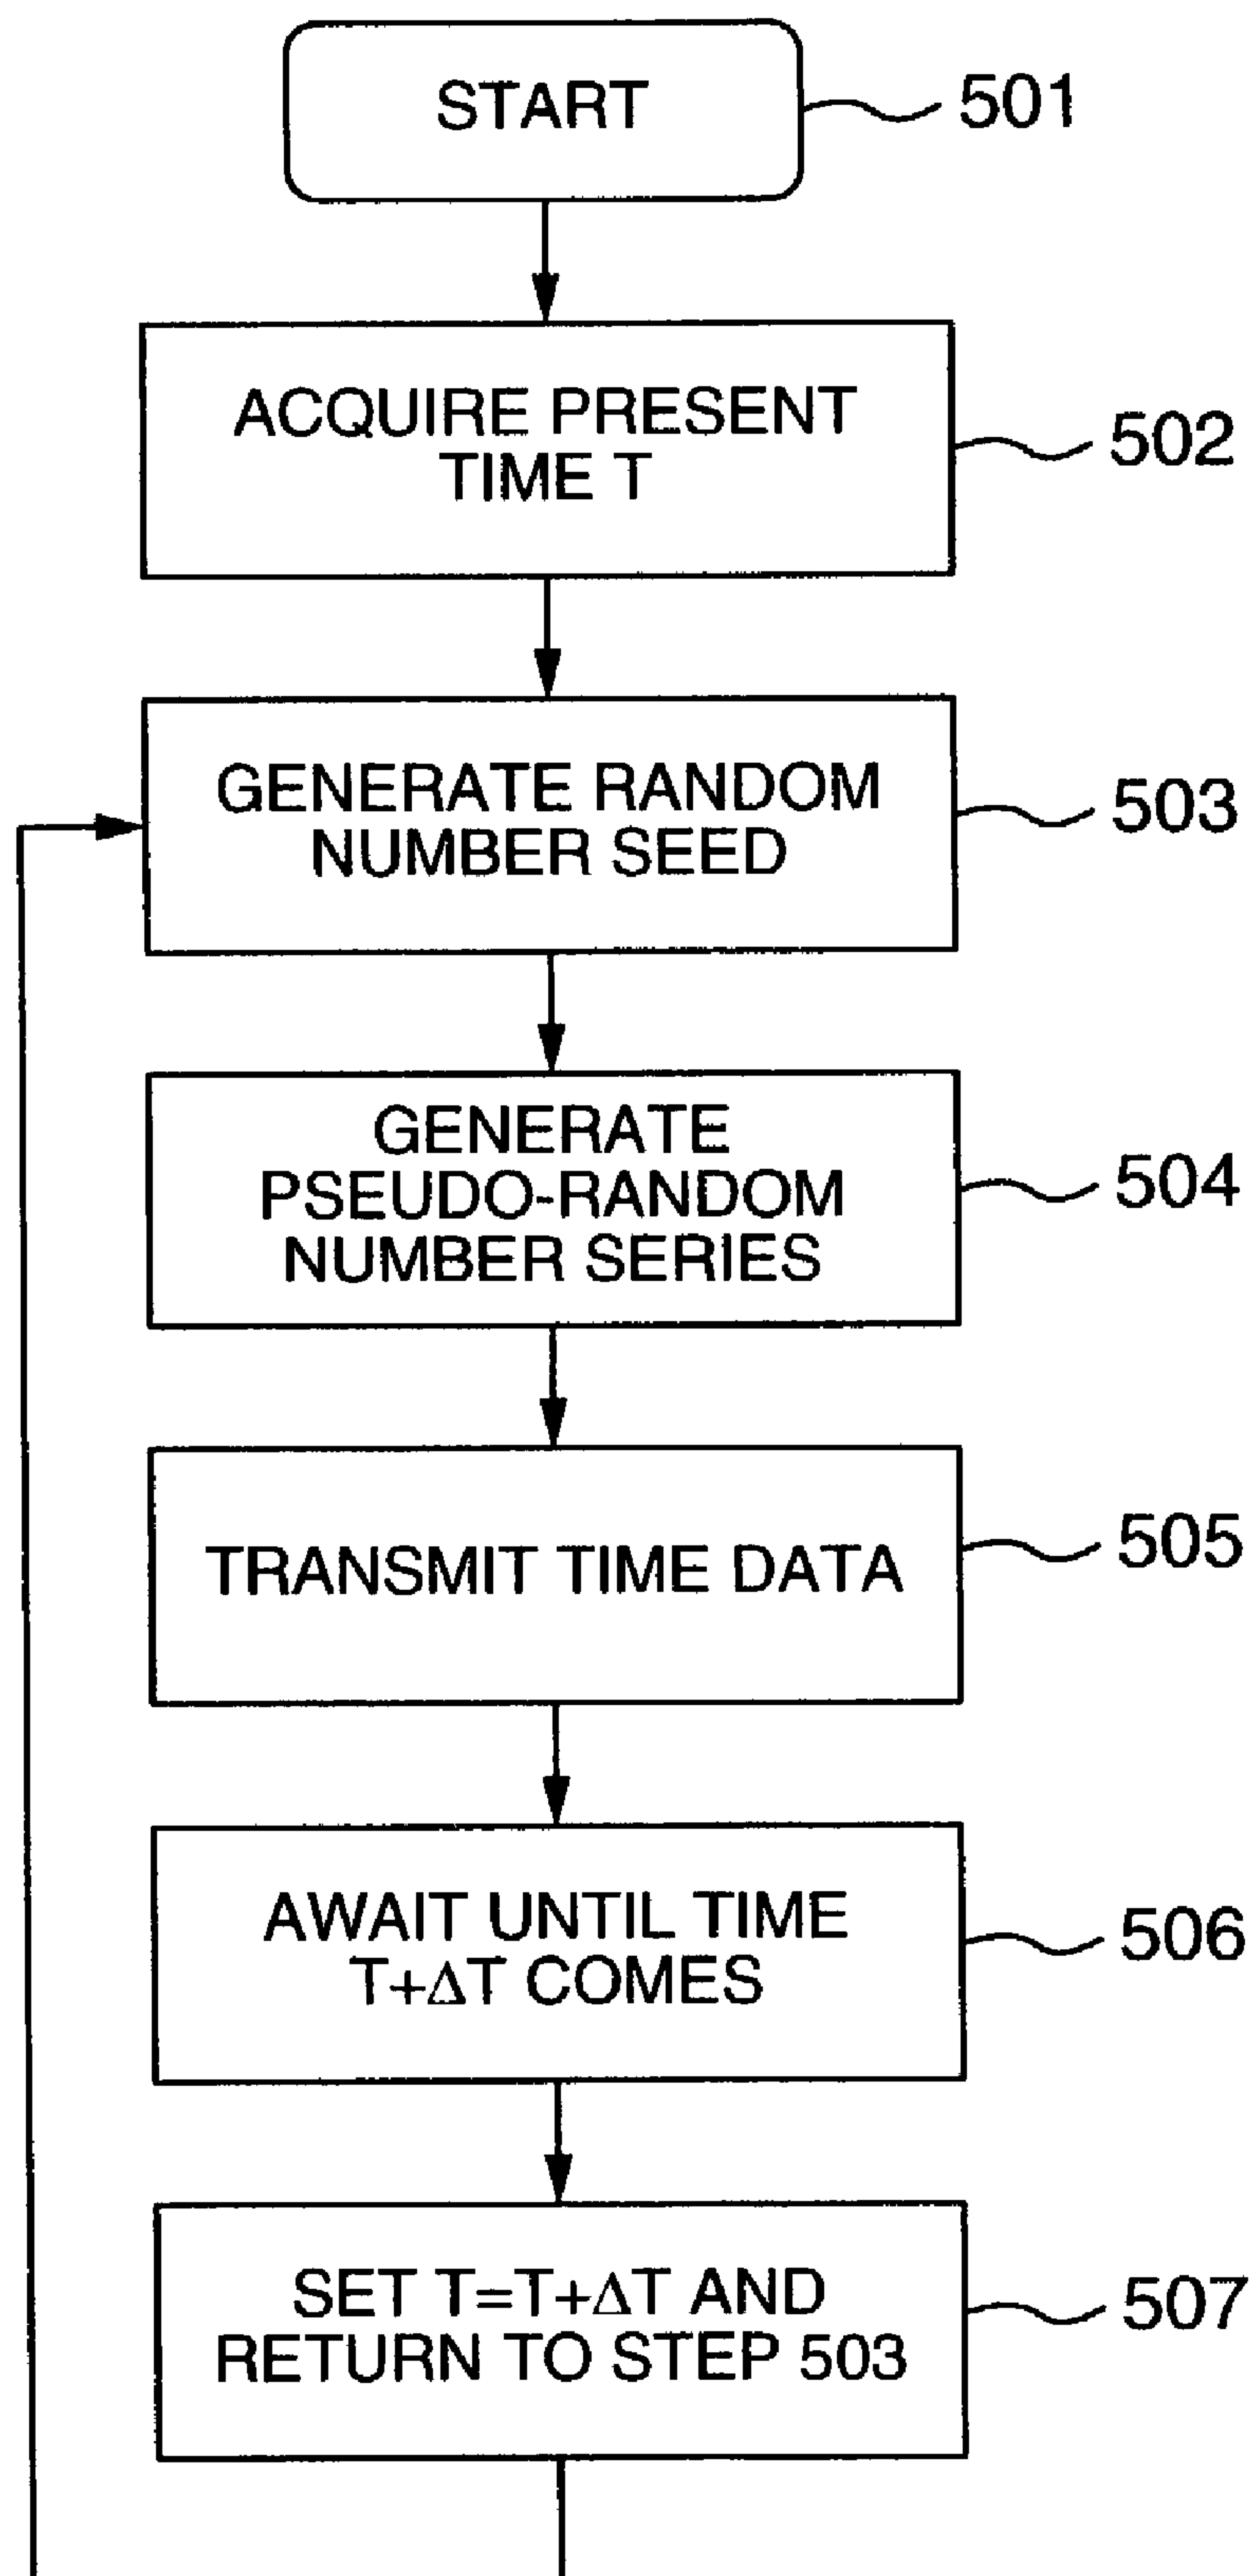 START
501
ACQUIRE PRESENT
TIME T
502
GENERATE RANDOM
NUMBER SEED
503
GENERATE
PSEUDO-RANDOM
NUMBER SERIES
504
TRANSMIT TIME DATA
505
AWAIT UNTIL TIME
T+ΔT COMES
506
SET T=T+ΔT AND
RETURN TO STEP 503
507